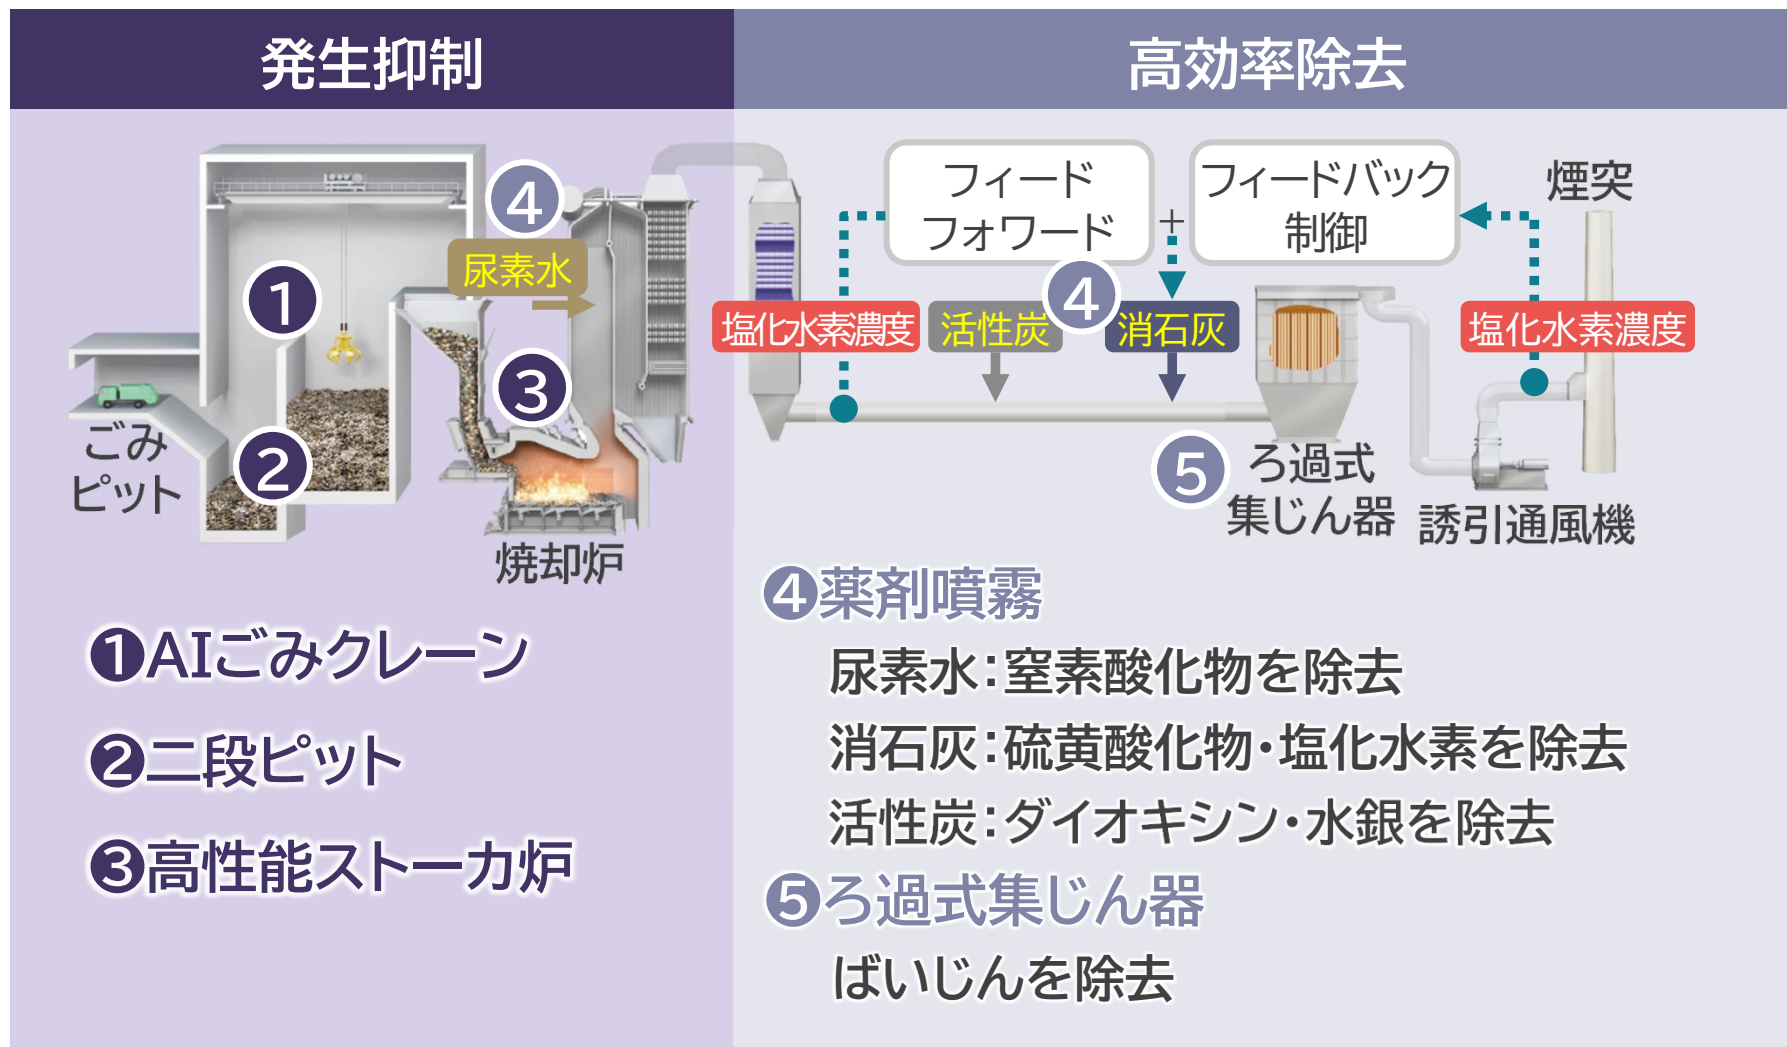 発生抑制
高効率除去
❹
尿素水
❶
❸
❷
ごみ
ピット
焼却炉
フィード
フォワード
+
フィードバック
制御
煙突
塩化水素濃度
活性炭
❹
消石灰
塩化水素濃度
❺
ろ過式
集じん器
誘引通風機
❶AIごみクレーン
❷二段ピット
❸高性能ストーカ炉
❹薬剤噴霧
尿素水：窒素酸化物を除去
消石灰：硫黄酸化物・塩化水素を除去
活性炭：ダイオキシン・水銀を除去
❺ろ過式集じん器
ばいじんを除去